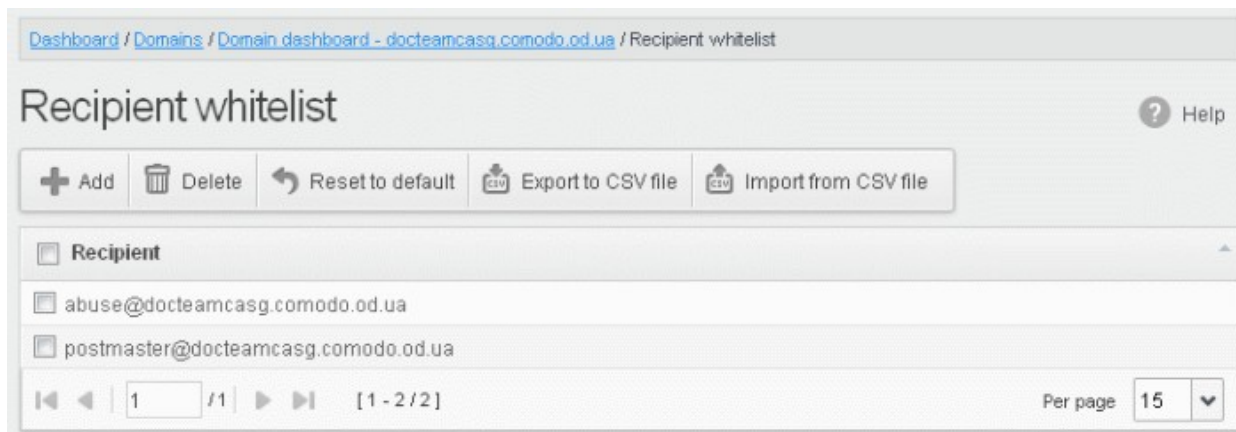 Dashboard / Domains / Domain dashboard - docteamcasg.comodo.od.ua / Recipient whitelist
Recipient whitelist
Help
Add Delete Reset to default Export to CSV file Import from CSV file
Recipient
abuse@docteamcasg.comodo.od.ua
postmaster@docteamcasg.comodo.od.ua
1 /1 [1 - 2 / 2] Per page 15